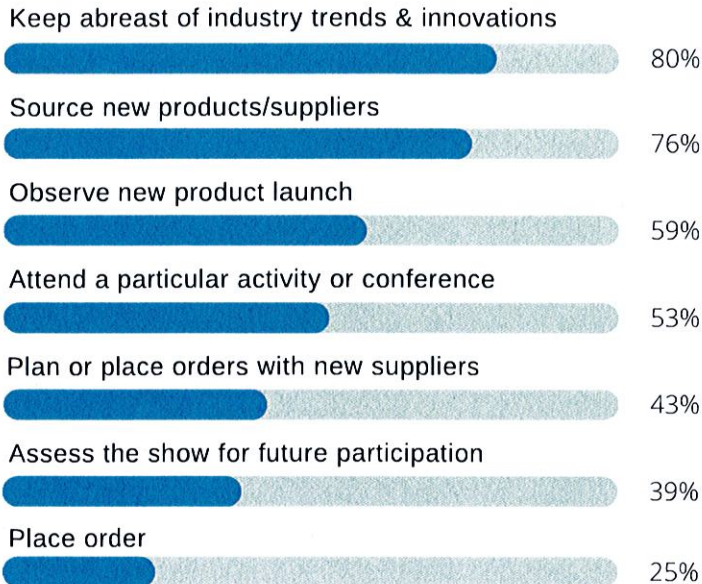 Keep abreast of industry trends & innovations
80%
Source new products/suppliers
76%
Observe new product launch
59%
Attend a particular activity or conference
53%
Plan or place orders with new suppliers
43%
Assess the show for future participation
39%
Place order
25%